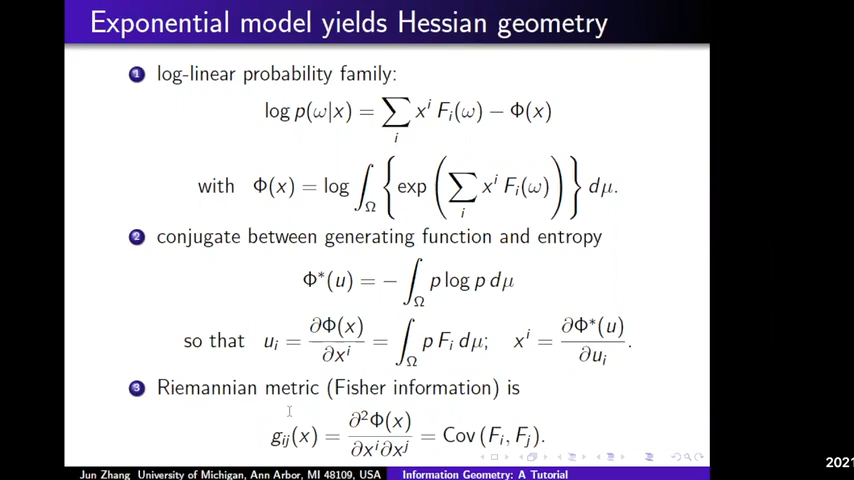 Exponential model yields Hessian geometry
1 log-linear probability family:
log p(ω|x) = ∑_i x^i F_i(ω) − Φ(x)
with Φ(x) = log ∫_Ω { exp ( ∑_i x^i F_i(ω) ) } dμ.
2 conjugate between generating function and entropy
Φ*(u) = − ∫_Ω p log p dμ
so that u_i = ∂Φ(x)/∂x^i = ∫_Ω p F_i dμ; x^i = ∂Φ*(u)/∂u_i.
3 Riemannian metric (Fisher information) is
g_ij(x) = ∂²Φ(x)/∂x^i∂x^j = Cov (F_i, F_j).
Jun Zhang University of Michigan, Ann Arbor, MI 48109, USA Information Geometry: A Tutorial
2021